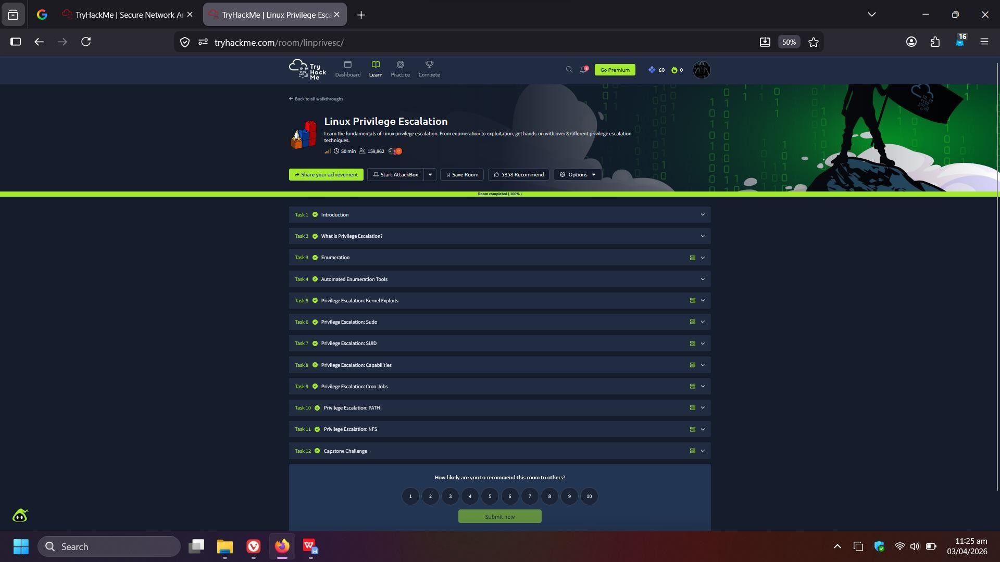 TryHackMe | Secure Network Ar
TryHackMe | Linux Privilege Esca
tryhackme.com/room/linprivesc/
50%
16
Try
Hack
Me
Dashboard
Learn
Practice
Compete
Go Premium
60
0
Back to all walkthroughs
Linux Privilege Escalation
Learn the fundamentals of Linux privilege escalation. From enumeration to exploitation, get hands-on with over 8 different privilege escalation
techniques.
50 min 159,862
Share your achievement
Start AttackBox
Save Room
5858 Recommend
Options
Room completed ( 100% )
Task 1 Introduction
Task 2 What is Privilege Escalation?
Task 3 Enumeration
Task 4 Automated Enumeration Tools
Task 5 Privilege Escalation: Kernel Exploits
Task 6 Privilege Escalation: Sudo
Task 7 Privilege Escalation: SUID
Task 8 Privilege Escalation: Capabilities
Task 9 Privilege Escalation: Cron Jobs
Task 10 Privilege Escalation: PATH
Task 11 Privilege Escalation: NFS
Task 12 Capstone Challenge
How likely are you to recommend this room to others?
1 2 3 4 5 6 7 8 9 10
Submit now
Search
11:25 am
03/04/2026